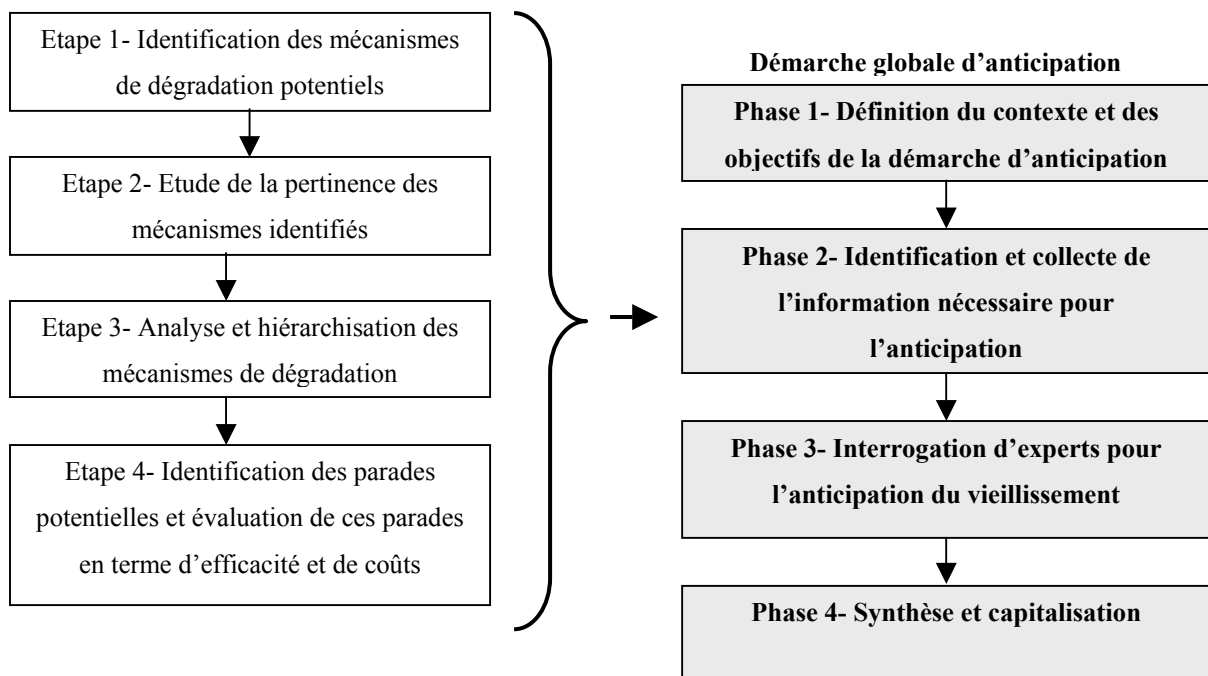 Etape 1- Identification des mécanismes
de dégradation potentiels
Etape 2- Etude de la pertinence des
mécanismes identifiés
Etape 3- Analyse et hiérarchisation des
mécanismes de dégradation
Etape 4- Identification des parades
potentielles et évaluation de ces parades
en terme d’efficacité et de coûts
Démarche globale d’anticipation
Phase 1- Définition du contexte et des
objectifs de la démarche d’anticipation
Phase 2- Identification et collecte de
l’information nécessaire pour
l’anticipation
Phase 3- Interrogation d’experts pour
l’anticipation du vieillissement
Phase 4- Synthèse et capitalisation